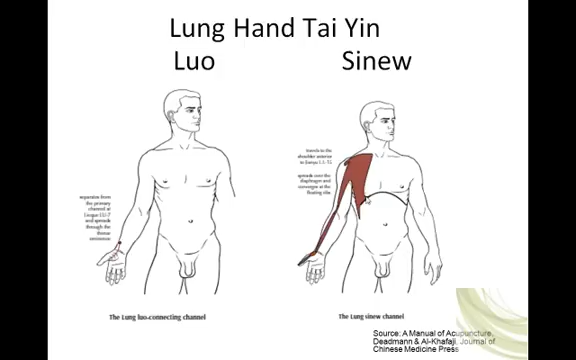 Lung Hand Tai Yin
Luo
Sinew
separates from
the primary
channel at
Lieque LU-7
and spreads
through the
thenar
eminence
travels to the
shoulder anterior
to
spreads over the
diaphragm and
converges at the
floating ribs
The Lung luo-connecting channel
The Lung sinew channel
Source: A Manual of Acupuncture,
Deadmann & Al-Khafaji, Journal of
Chinese Medicine Press